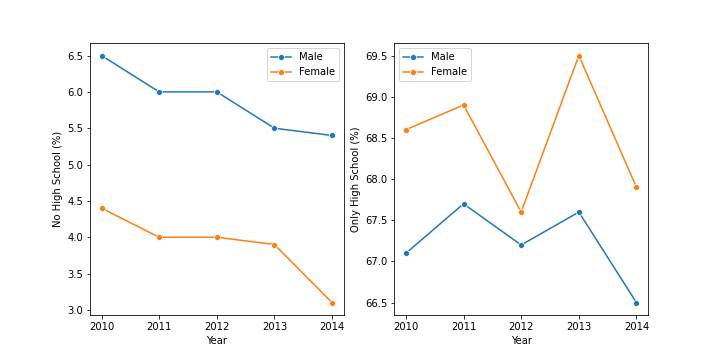 No High School (%)
6.5
6.0
5.5
5.0
4.5
4.0
3.5
3.0
Male
Female
2010 2011 2012 2013 2014
Year
Only High School (%)
69.5
69.0
68.5
68.0
67.5
67.0
66.5
Male
Female
2010 2011 2012 2013 2014
Year